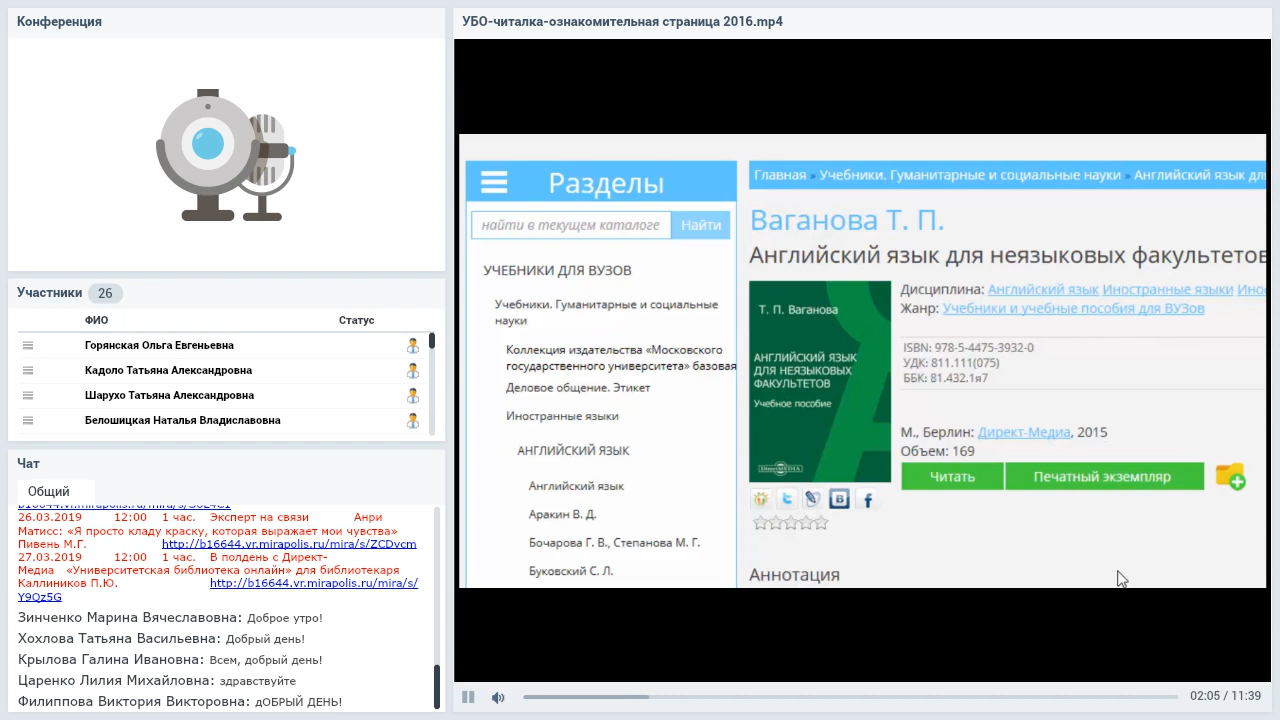 Конференция
Участники 26
ФИО Статус
Горянская Ольга Евгеньевна
Кадоло Татьяна Александровна
Шарухо Татьяна Александровна
Белошицкая Наталья Владиславовна
Чат
Общий
26.03.2019 12:00 1 час. Эксперт на связи Анри
Матисс: «Я просто кладу краску, которая выражает мои чувства»
Пивень М.Г. http://b16644.vr.mirapolis.ru/mira/s/ZCDvcm
27.03.2019 12:00 1 час. В полдень с Директ-
Медиа «Университетская библиотека онлайн» для библиотекаря
Каллиников П.Ю. http://b16644.vr.mirapolis.ru/mira/s/
Y9Qz5G
Зинченко Марина Вячеславовна: Доброе утро!
Хохлова Татьяна Васильевна: Добрый день!
Крылова Галина Ивановна: Всем, добрый день!
Царенко Лилия Михайловна: здравствуйте
Филиппова Виктория Викторовна: дОБРЫЙ ДЕНЬ!
УБО-читалка-ознакомительная страница 2016.mp4
Разделы
найти в текущем каталоге Найти
УЧЕБНИКИ ДЛЯ ВУЗОВ
Учебники. Гуманитарные и социальные
науки
Коллекция издательства «Московского
государственного университета» базовая
Деловое общение. Этикет
Иностранные языки
АНГЛИЙСКИЙ ЯЗЫК
Английский язык
Аракин В. Д.
Бочарова Г. В., Степанова М. Г.
Буковский С. Л.
Главная » Учебники. Гуманитарные и социальные науки » Английский язык для
Ваганова Т. П.
Английский язык для неязыковых факультетов
Т. П. Ваганова
АНГЛИЙСКИЙ ЯЗЫК
ДЛЯ НЕЯЗЫКОВЫХ
ФАКУЛЬТЕТОВ
Учебное пособие
DirectMEDIA
Дисциплина: Английский язык Иностранные языки Ино
Жанр: Учебники и учебные пособия для ВУЗов
ISBN: 978-5-4475-3932-0
УДК: 811.111(075)
ББК: 81.432.1я7
М., Берлин: Директ-Медиа, 2015
Объем: 169
Читать Печатный экземпляр
Аннотация
02:05 / 11:39